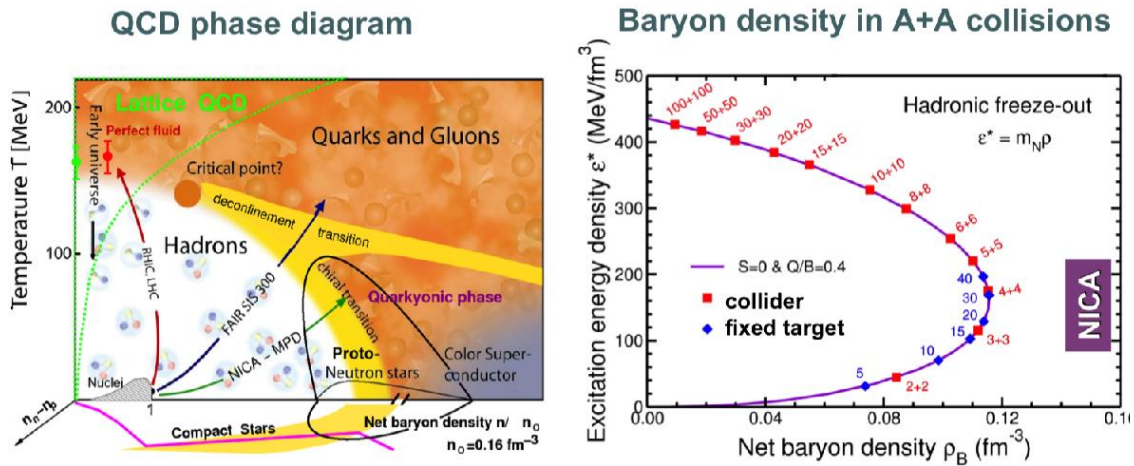 QCD phase diagram
Temperature T [MeV]
200
100
Lattice QCD
Early universe
Perfect fluid
Quarks and Gluons
Critical point?
deconfinement transition
Hadrons
RHIC, LHC
FAIR SIS 300
NICA - MPD
chiral transition
Quarkyonic phase
Proto-
Neutron stars
Color Super-
conductor
Nuclei
1
n n-n p
Compact Stars
Net baryon density n/ n o
n o=0.16 fm-3
Baryon density in A+A collisions
Excitation energy density ε* (MeV/fm3)
500
400
300
200
100
0
100+100
50+50
30+30
20+20
15+15
10+10
8+8
6+6
5+5
4+4
3+3
2+2
40
30
20
15
10
5
Hadronic freeze-out
ε* = mNρ
S=0 & Q/B=0.4
collider
fixed target
NICA
0.00
0.04
0.08
0.12
0.16
Net baryon density ρB (fm-3)